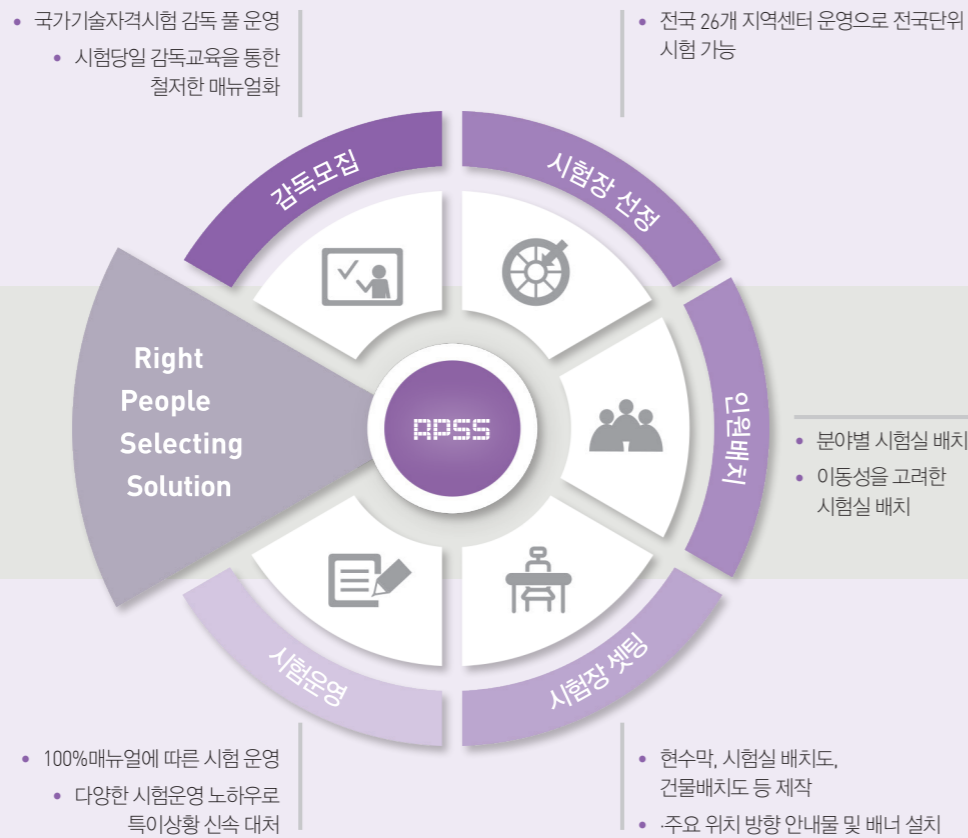 • 국가기술자격시험 감독 풀 운영
• 시험당일 감독교육을 통한
철저한 매뉴얼화
• 전국 26개 지역센터 운영으로 전국단위
시험 가능
감독모집
시험장 선정
Right
People
Selecting
Solution
APSS
인원배치
• 분야별 시험실 배치
• 이동성을 고려한
시험실 배치
시험운영
시험장 셋팅
• 100%매뉴얼에 따른 시험 운영
• 다양한 시험운영 노하우로
특이상황 신속 대처
• 현수막, 시험실 배치도,
건물배치도 등 제작
• ·주요 위치 방향 안내물 및 배너 설치